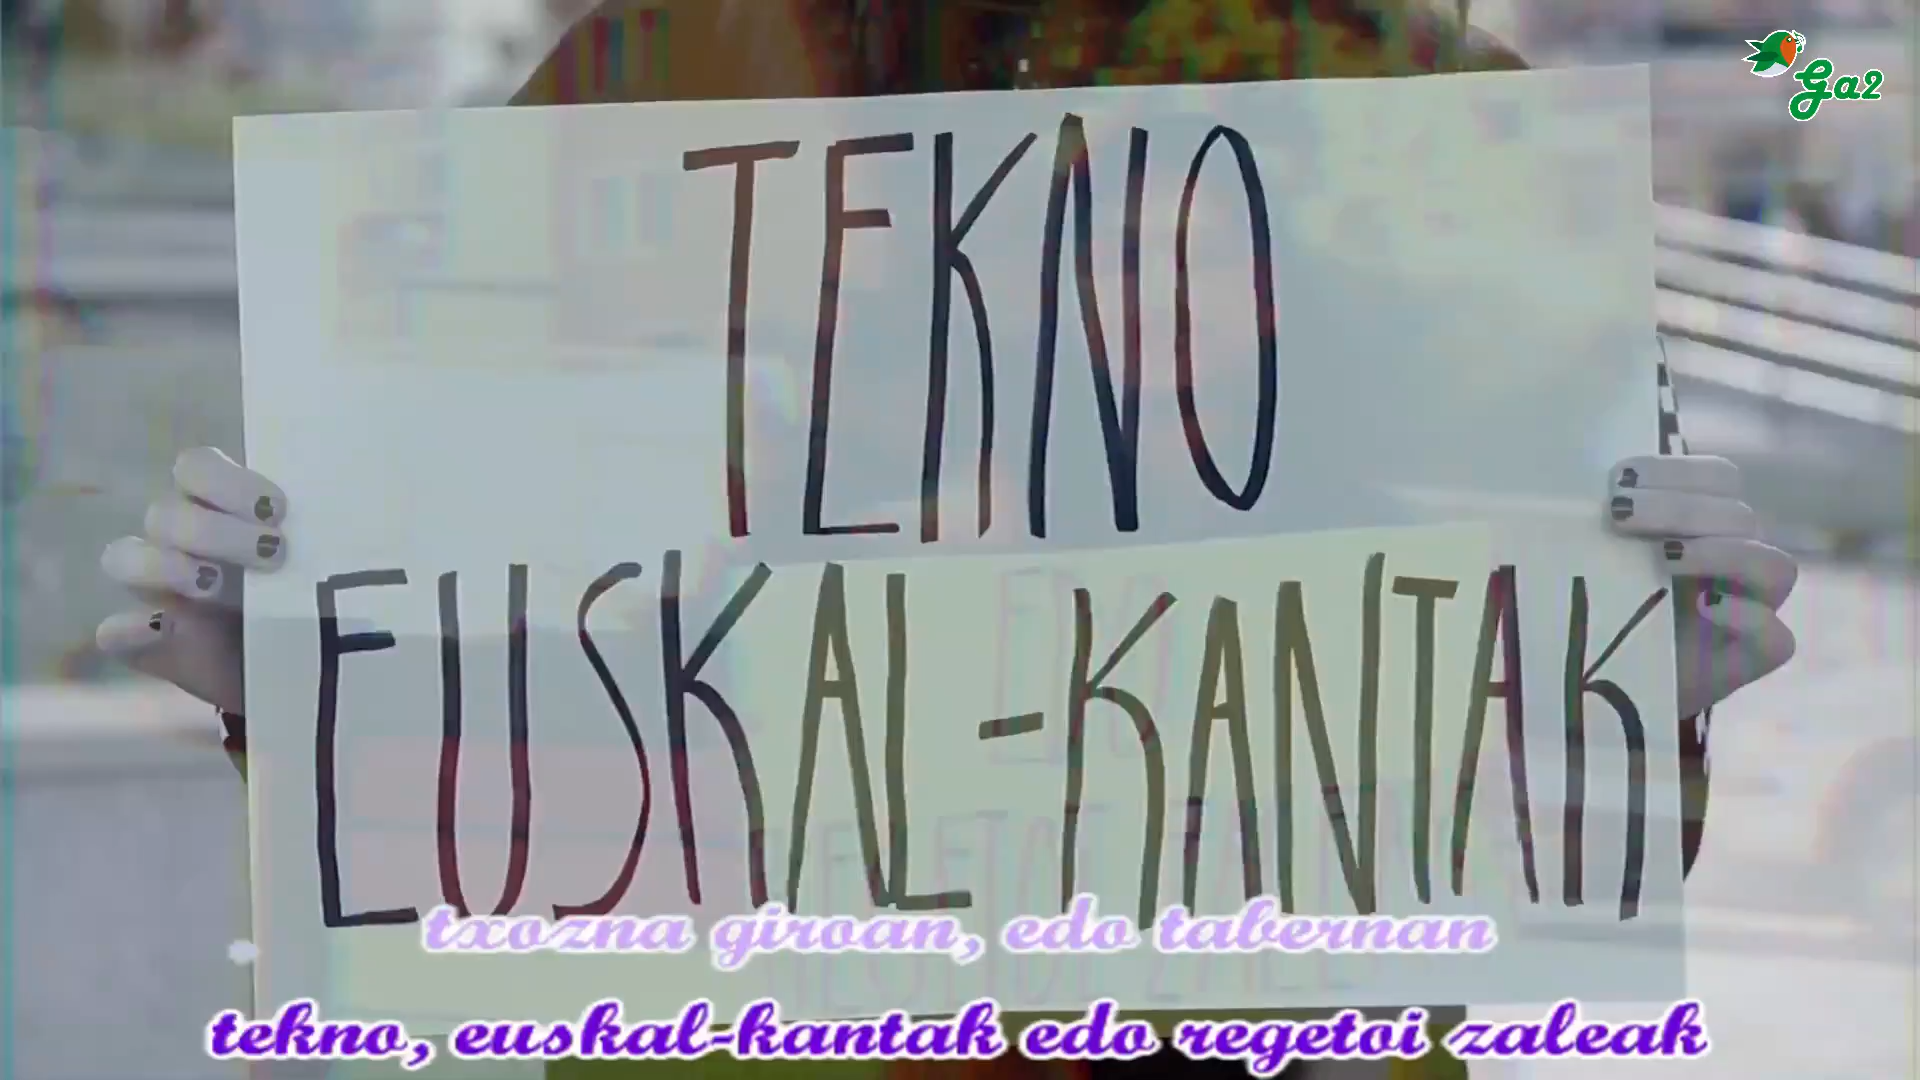 Ga2
TEKNO
EUSKAL-KANTAK
txozna giroan, edo tabernan
tekno, euskal-kantak edo regetoi zaleak